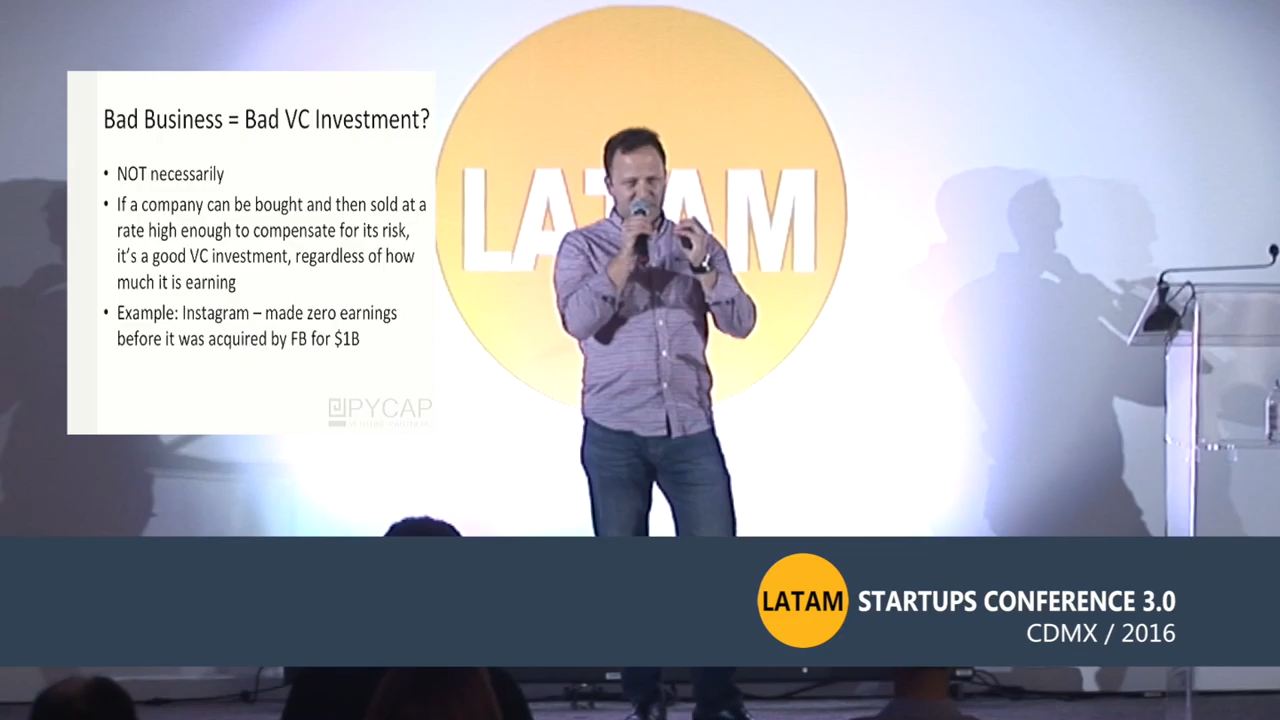 Bad Business = Bad VC Investment?
• NOT necessarily
• If a company can be bought and then sold at a
rate high enough to compensate for its risk,
it's a good VC investment, regardless of how
much it is earning
• Example: Instagram – made zero earnings
before it was acquired by FB for $1B
PYCAP
VENTURE PARTNERS
LATAM
LATAM
STARTUPS CONFERENCE 3.0
CDMX / 2016